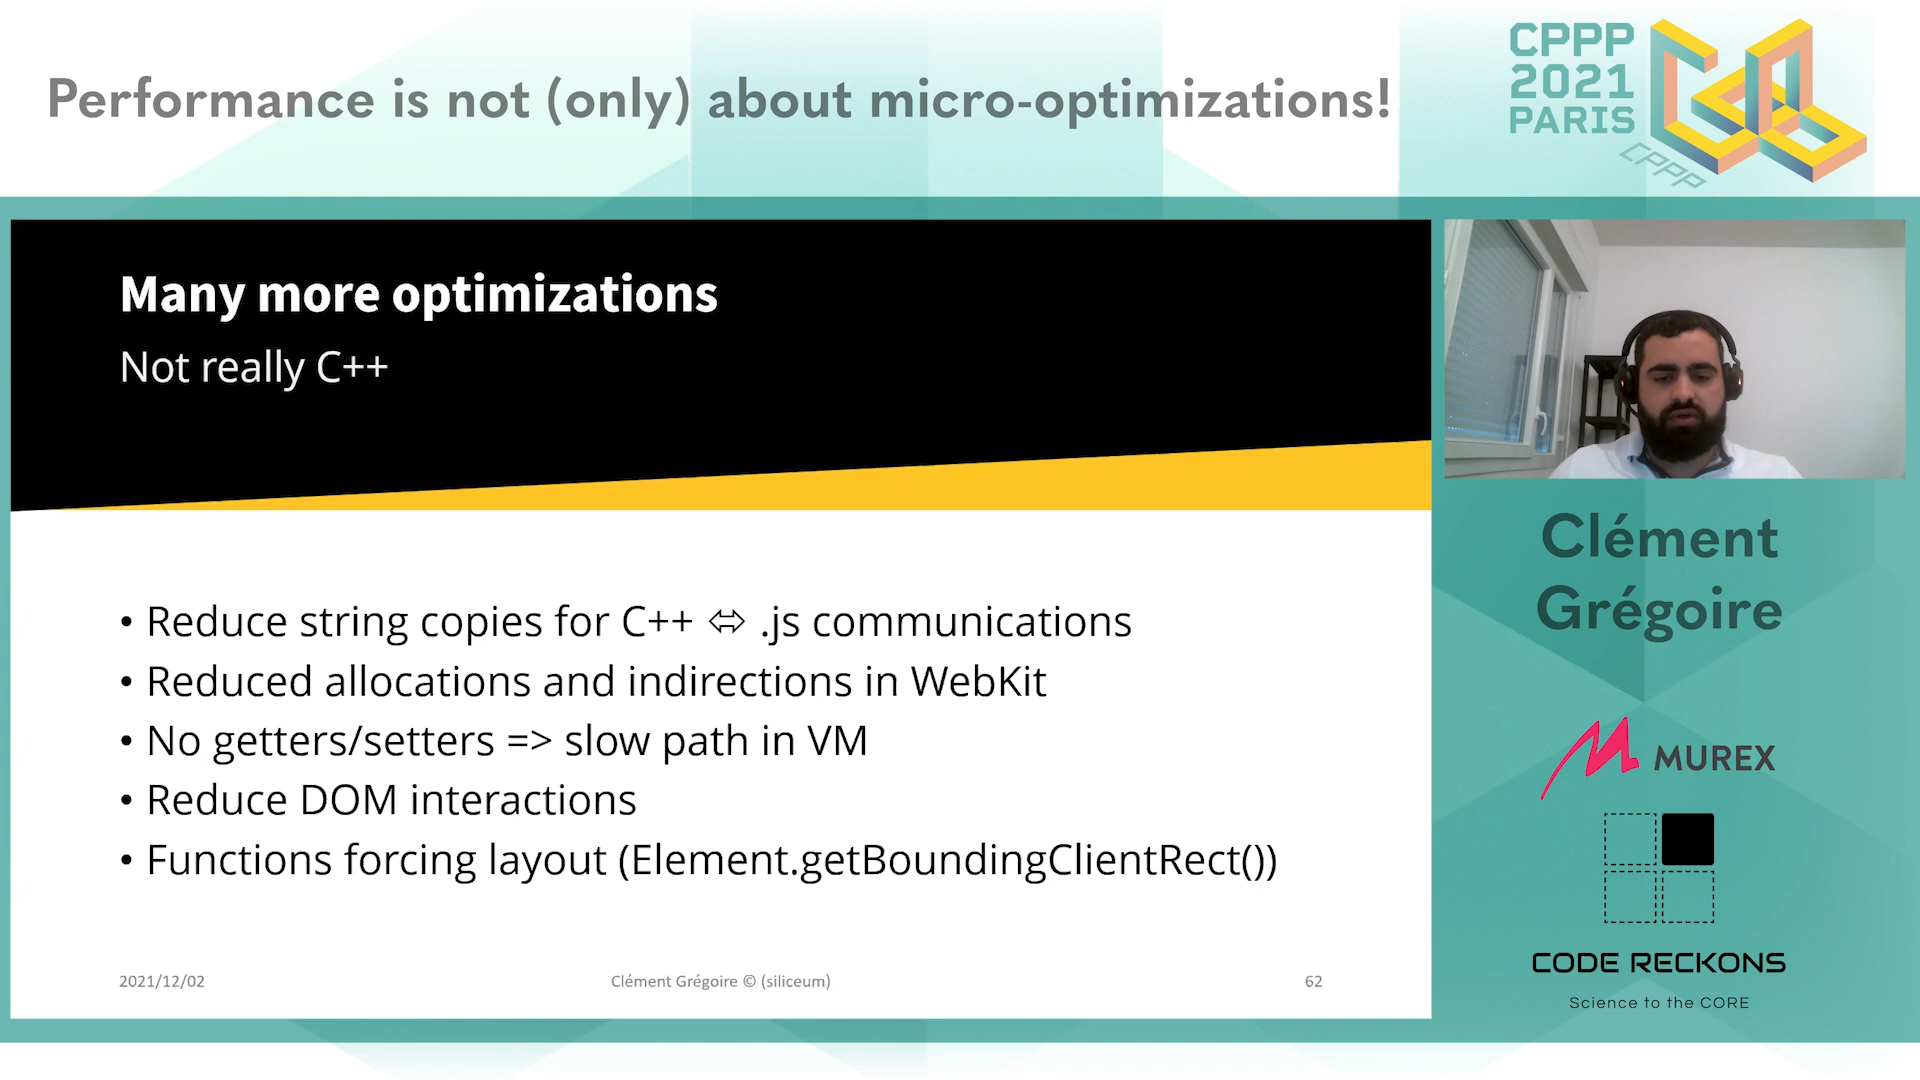 Performance is not (only) about micro-optimizations!
CPPP
2021
PARIS
CPPP
Many more optimizations
Not really C++
• Reduce string copies for C++ ⬄ .js communications
• Reduced allocations and indirections in WebKit
• No getters/setters => slow path in VM
• Reduce DOM interactions
• Functions forcing layout (Element.getBoundingClientRect())
2021/12/02
Clément Grégoire © (siliceum)
62
Clément
Grégoire
MUREX
CODE RECKONS
Science to the CORE